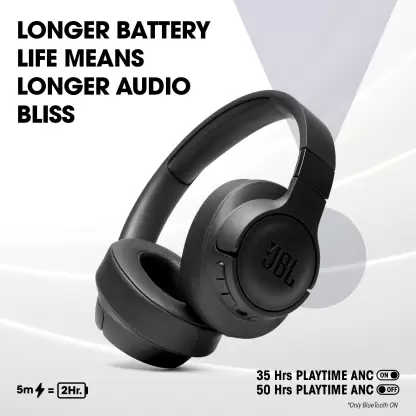 LONGER BATTERY
LIFE MEANS
LONGER AUDIO
BLISS
JBL
5m = 2Hr.
35 Hrs PLAYTIME ANC ON
50 Hrs PLAYTIME ANC OFF
*Only BlueTooth ON